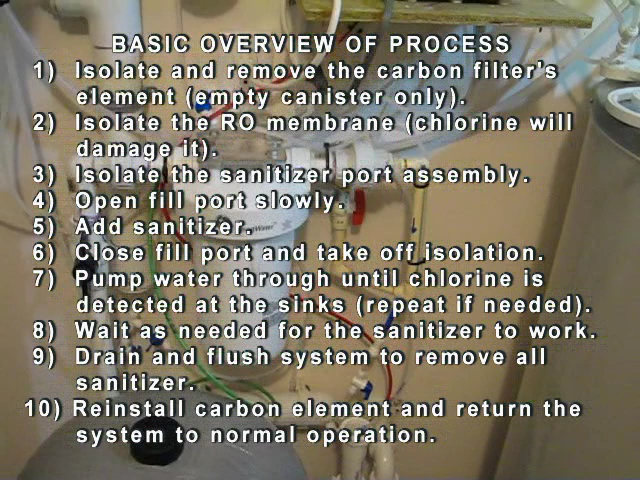 BASIC OVERVIEW OF PROCESS
1) Isolate and remove the carbon filter's
element (empty canister only).
2) Isolate the RO membrane (chlorine will
damage it).
3) Isolate the sanitizer port assembly.
4) Open fill port slowly.
5) Add sanitizer.
6) Close fill port and take off isolation.
7) Pump water through until chlorine is
detected at the sinks (repeat if needed).
8) Wait as needed for the sanitizer to work.
9) Drain and flush system to remove all
sanitizer.
10) Reinstall carbon element and return the
system to normal operation.